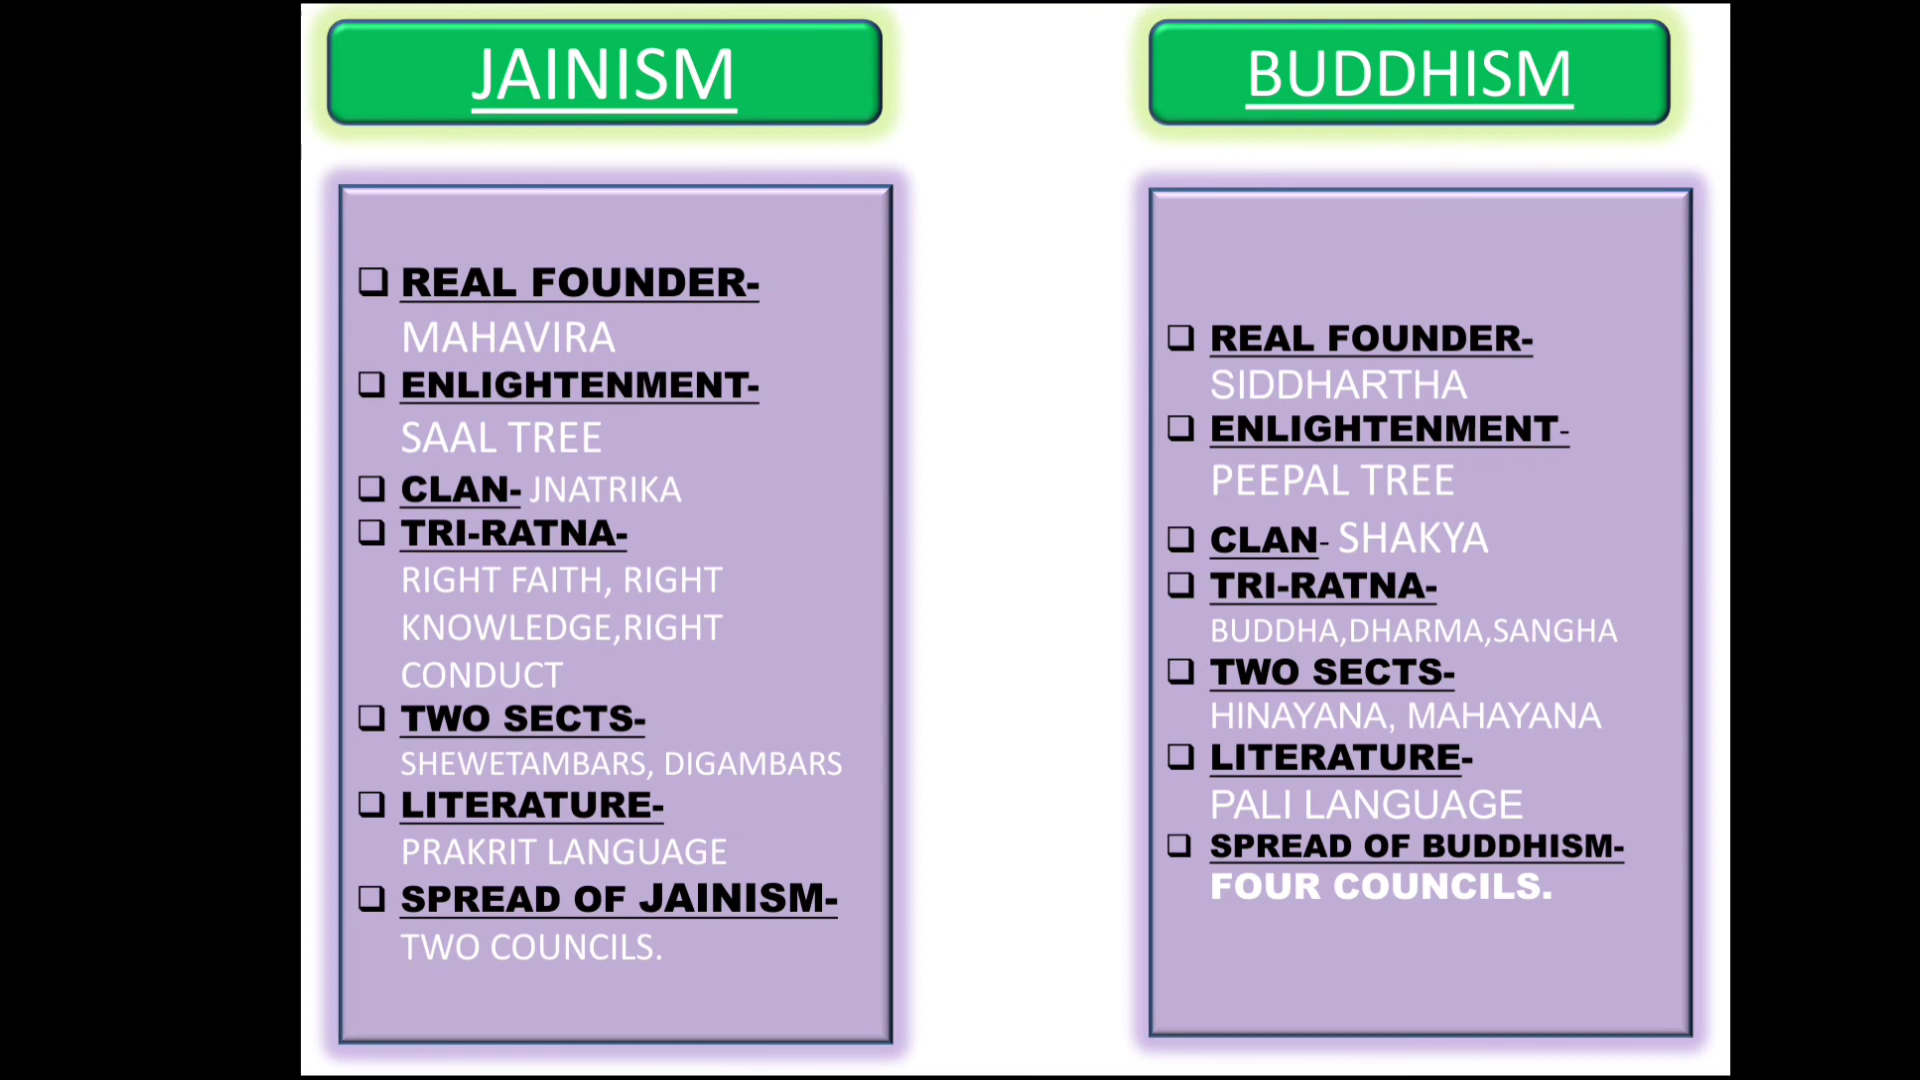 JAINISM
REAL FOUNDER-
MAHAVIRA
ENLIGHTENMENT-
SAAL TREE
CLAN- JNATRIKA
TRI-RATNA-
RIGHT FAITH, RIGHT
KNOWLEDGE,RIGHT
CONDUCT
TWO SECTS-
SHEWETAMBARS, DIGAMBARS
LITERATURE-
PRAKRIT LANGUAGE
SPREAD OF JAINISM-
TWO COUNCILS.
BUDDHISM
REAL FOUNDER-
SIDDHARTHA
ENLIGHTENMENT-
PEEPAL TREE
CLAN- SHAKYA
TRI-RATNA-
BUDDHA,DHARMA,SANGHA
TWO SECTS-
HINAYANA, MAHAYANA
LITERATURE-
PALI LANGUAGE
SPREAD OF BUDDHISM-
FOUR COUNCILS.